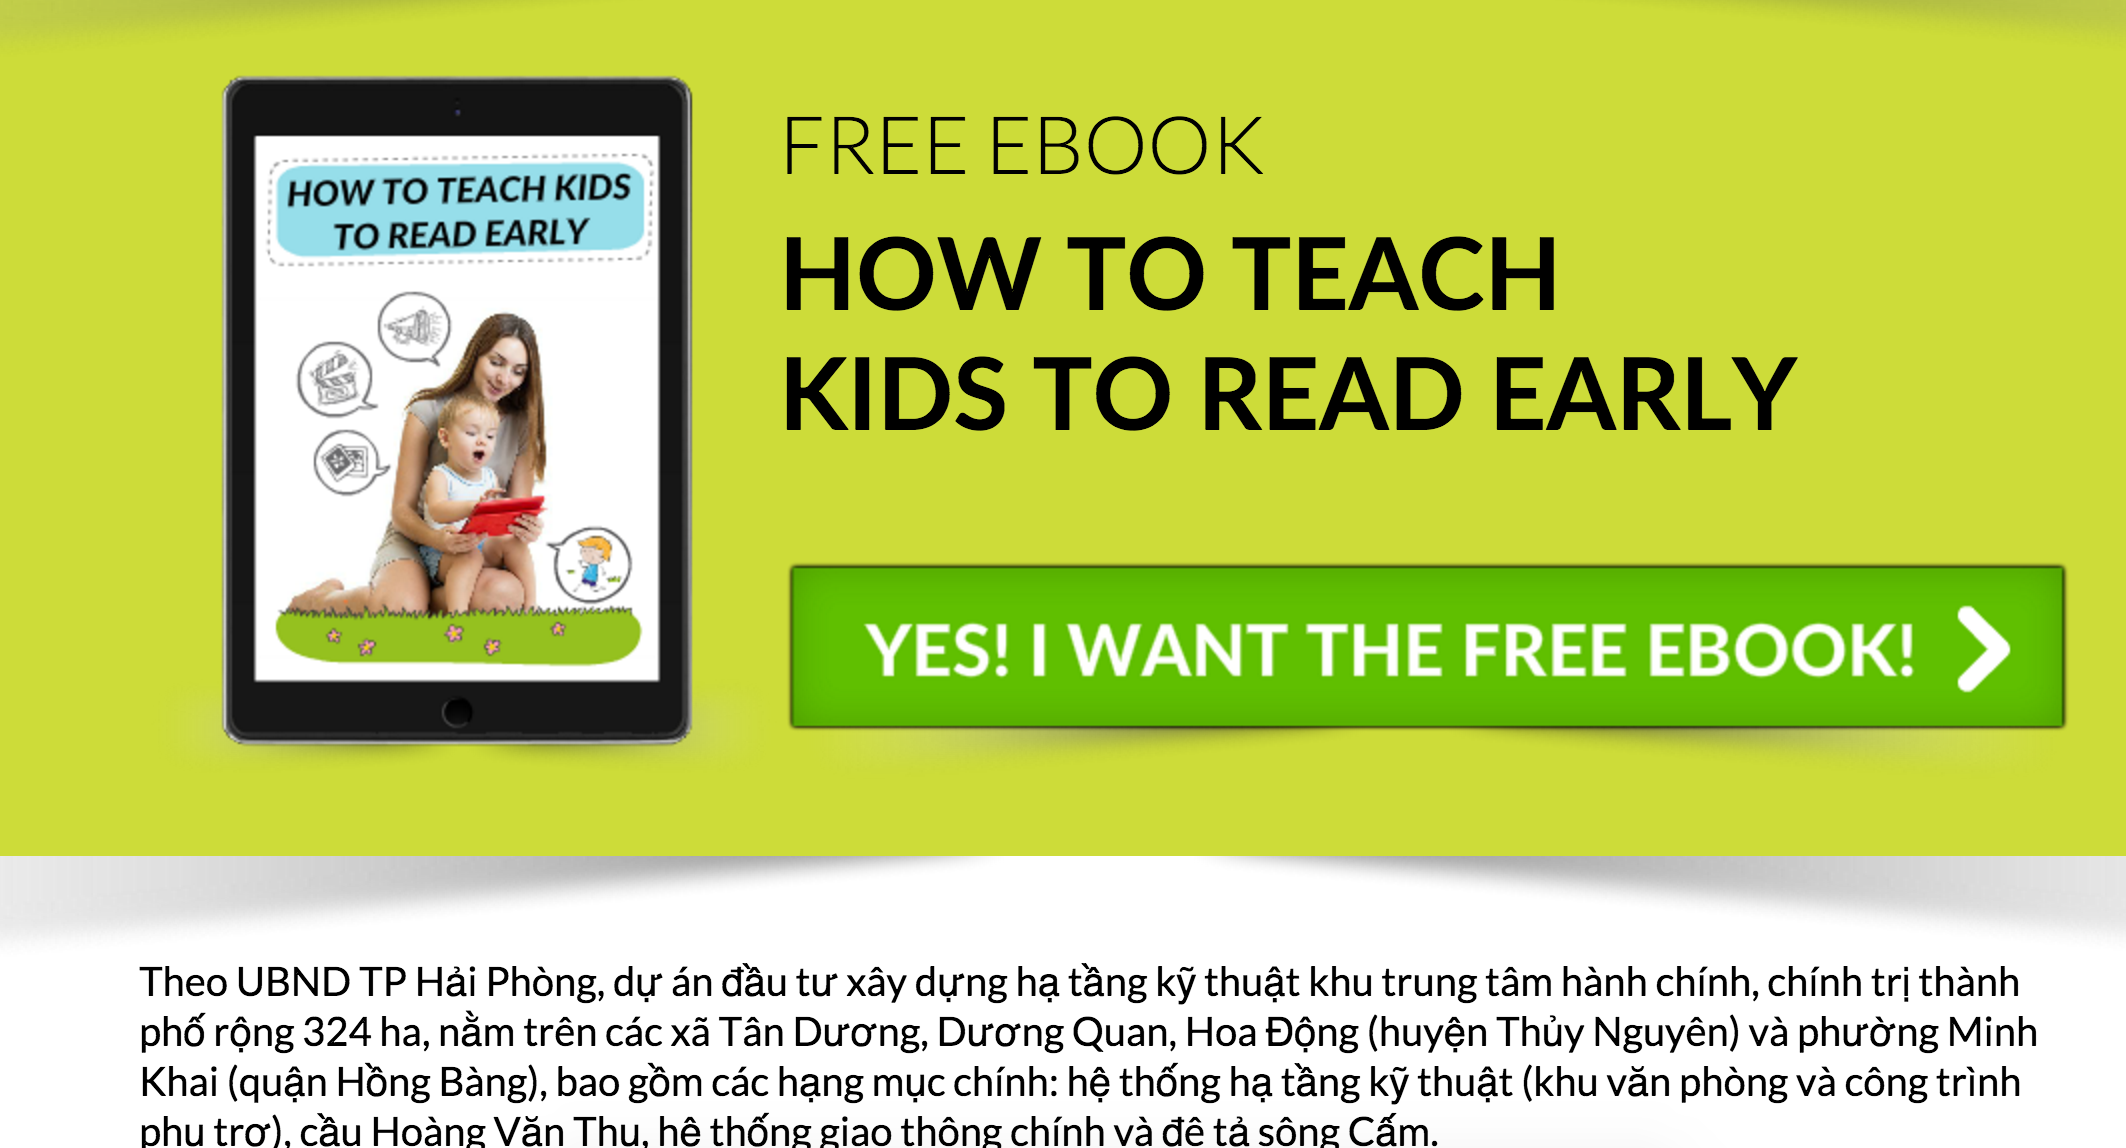 HOW TO TEACH KIDS
TO READ EARLY
FREE EBOOK
HOW TO TEACH
KIDS TO READ EARLY
YES! I WANT THE FREE EBOOK!
Theo UBND TP Hải Phòng, dự án đầu tư xây dựng hạ tầng kỹ thuật khu trung tâm hành chính, chính trị thành
phố rộng 324 ha, nằm trên các xã Tân Dương, Dương Quan, Hoa Động (huyện Thủy Nguyên) và phường Minh
Khai (quận Hồng Bàng), bao gồm các hạng mục chính: hệ thống hạ tầng kỹ thuật (khu văn phòng và công trình
phụ trợ), cầu Hoàng Văn Thụ, hệ thống giao thông chính và đê tả sông Cấm.